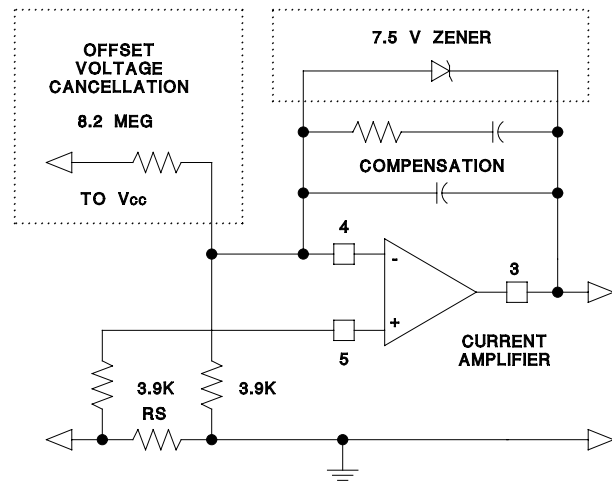 OFFSET
VOLTAGE
CANCELLATION
8.2 MEG
TO Vcc
7.5 V ZENER
COMPENSATION
4
-
3
+
5
CURRENT
AMPLIFIER
3.9K
3.9K
RS